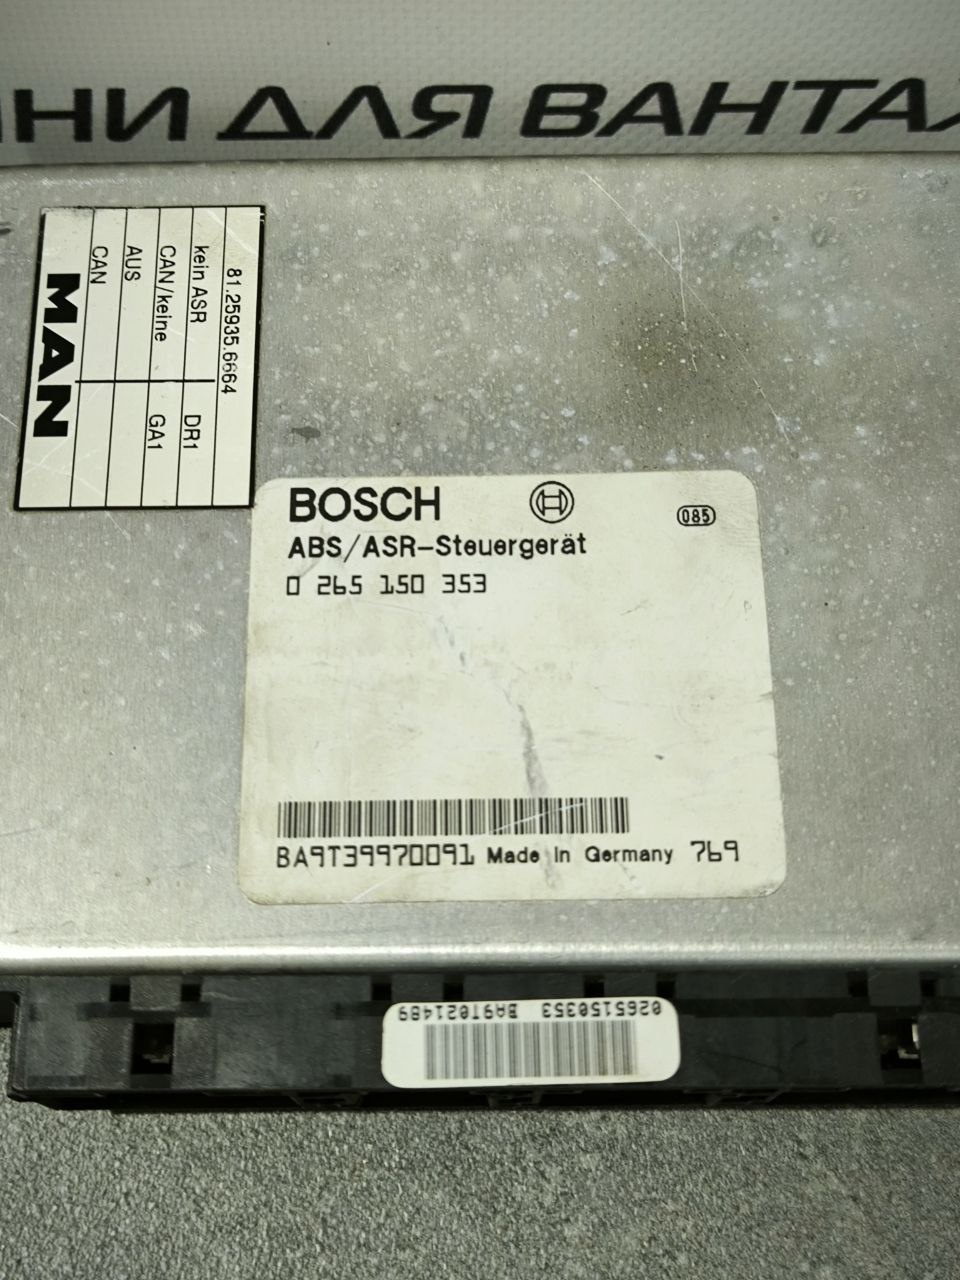 НИ ДЛЯ ВАНТА
81.25935.6664
kein ASR DR1
CAN/keine GA1
AUS
CAN
MAN
BOSCH
085
ABS/ASR-Steuergerät
0 265 150 353
BA9T39970091 Made in Germany 769
0265150353 BA9T021489